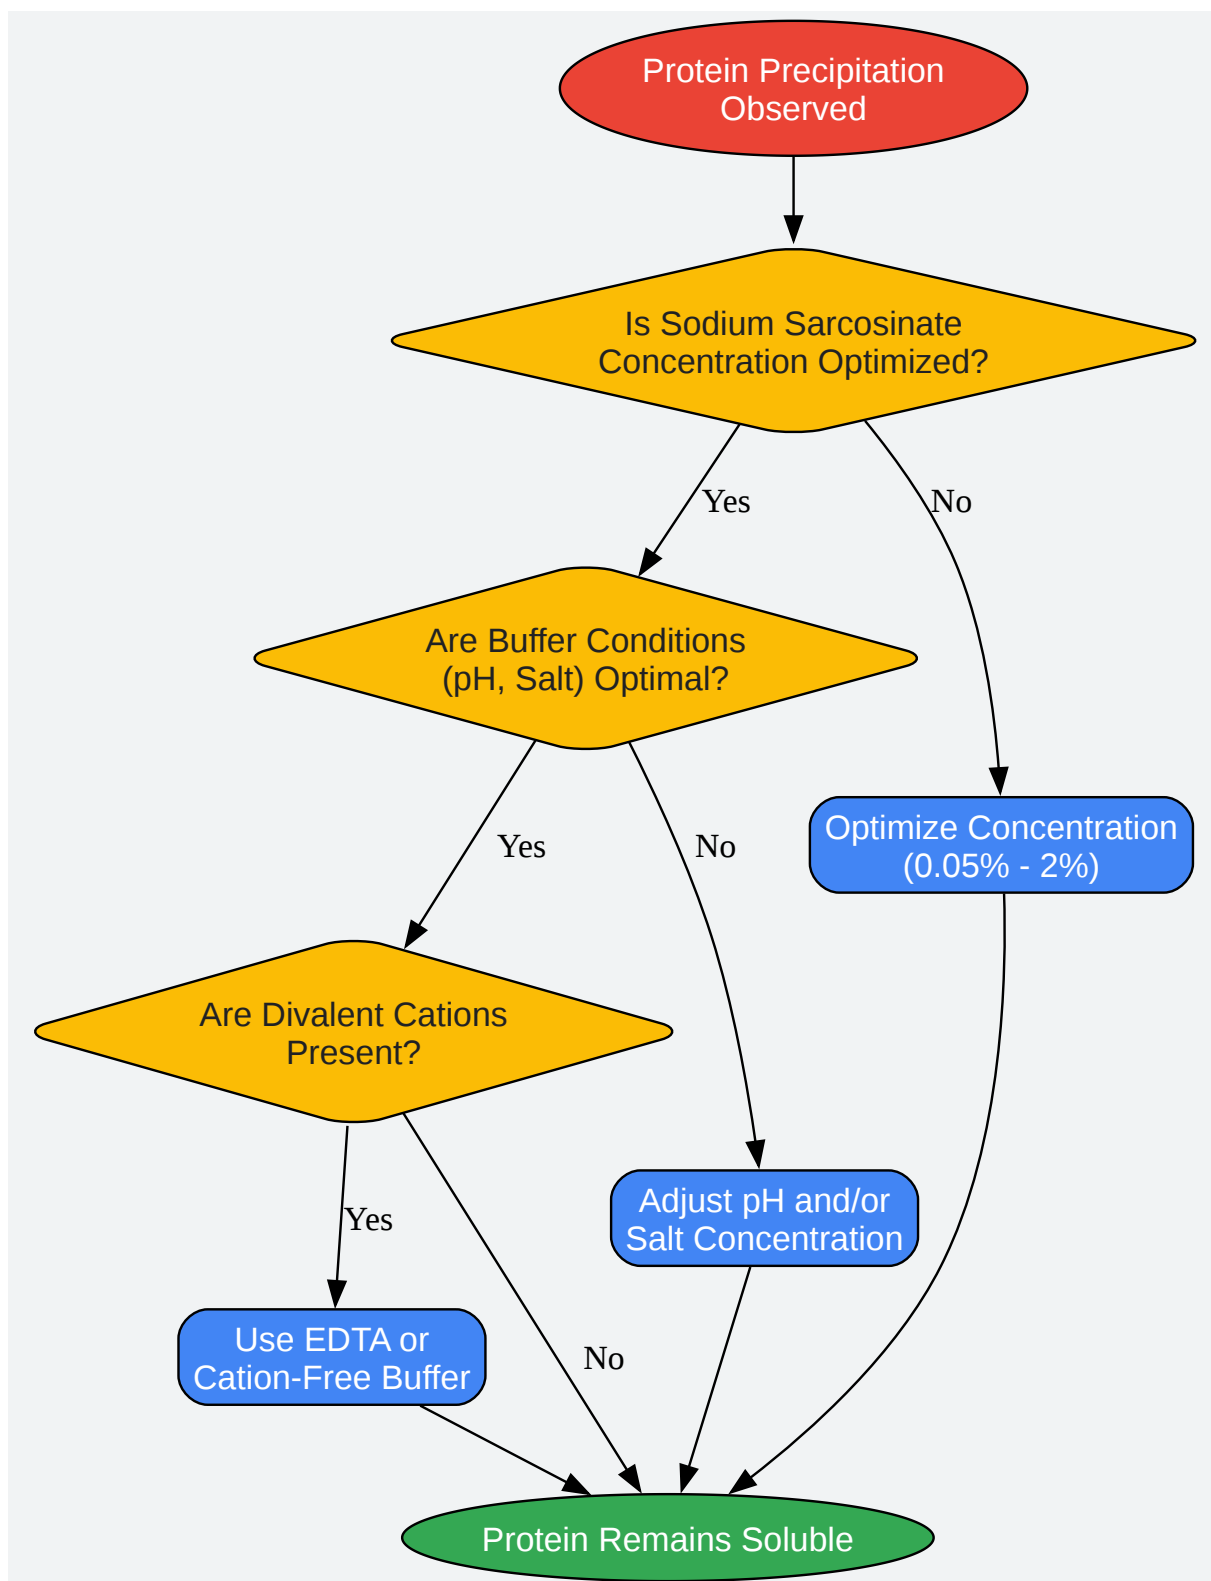 Protein Precipitation
Observed
Is Sodium Sarcosinate
Concentration Optimized?
Yes
No
Are Buffer Conditions
(pH, Salt) Optimal?
Optimize Concentration
(0.05% - 2%)
Yes
No
Are Divalent Cations
Present?
Adjust pH and/or
Salt Concentration
Yes
Use EDTA or
Cation-Free Buffer
No
Protein Remains Soluble